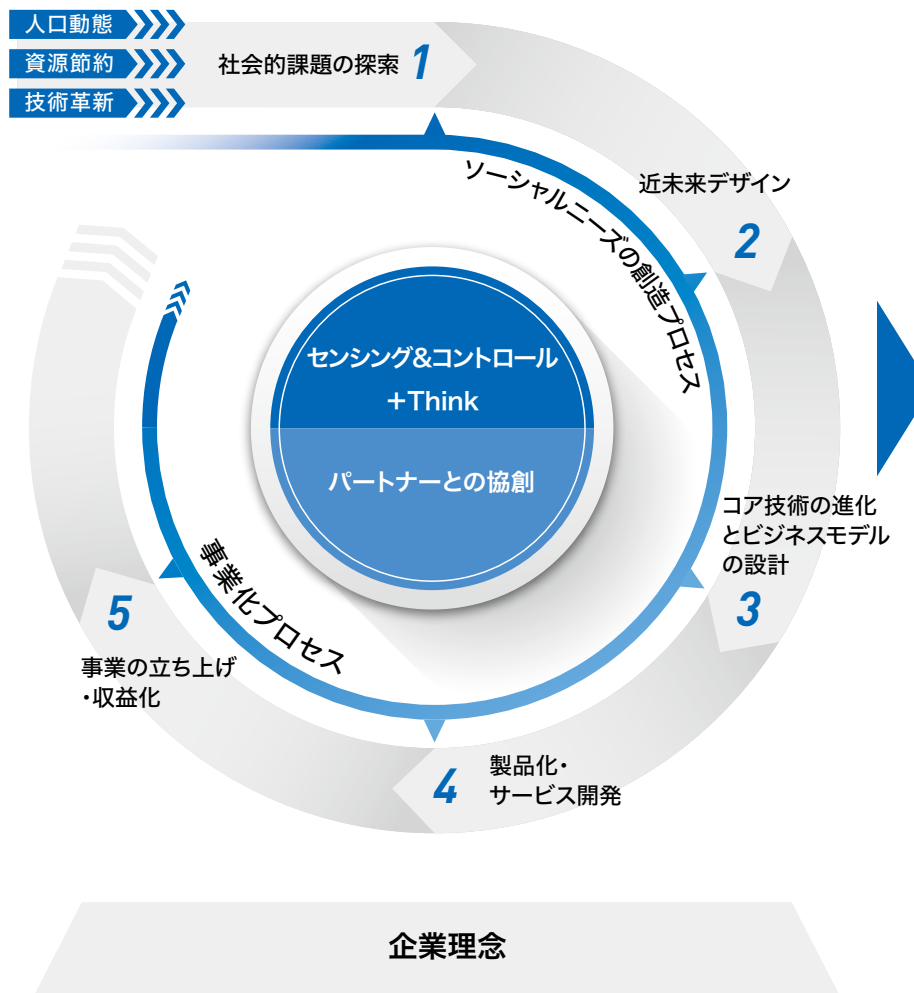 人口動態
資源節約
技術革新
社会的課題の探索 1
ソーシャルニーズの創造プロセス
近未来デザイン
2
センシング&コントロール
+Think
パートナーとの協創
コア技術の進化
とビジネスモデル
の設計
3
事業化プロセス
5
事業の立ち上げ
・収益化
4
製品化・
サービス開発
企業理念